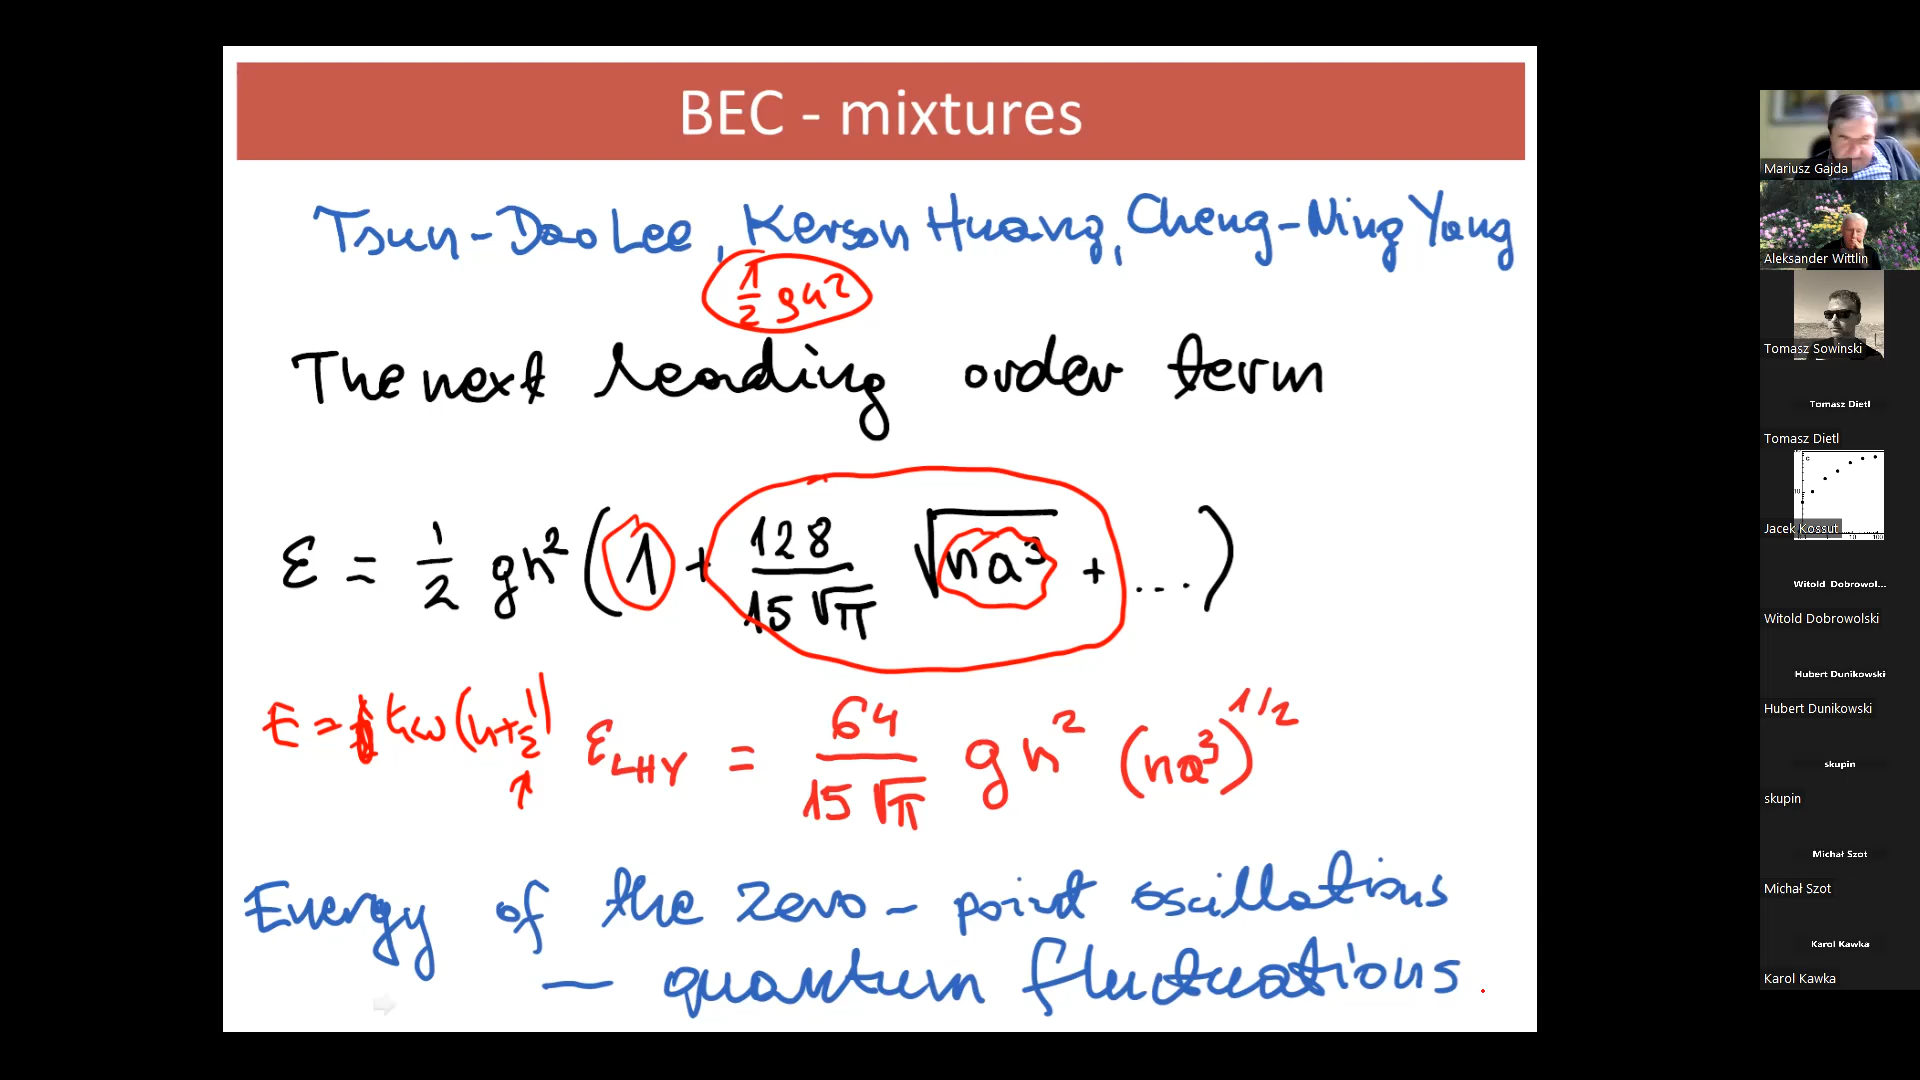 BEC - mixtures
Tsun-Dao Lee, Kerson Huang, Cheng-Ning Yang
1/2 gn²
The next leading order term
ε = 1/2 gn² (1 + 128/15√π √na³ + ...)
E = ħω(n+1/2)
ε_LHY = 64/15√π gn² (na³)^1/2
Energy of the zero-point oscillations
— quantum fluctuations.
Mariusz Gajda
Aleksander Wittlin
Tomasz Sowinski
Tomasz Dietl
Tomasz Dietl
Jacek Kossut
Witold Dobrowol...
Witold Dobrowolski
Hubert Dunikowski
Hubert Dunikowski
skupin
skupin
Michał Szot
Michał Szot
Karol Kawka
Karol Kawka